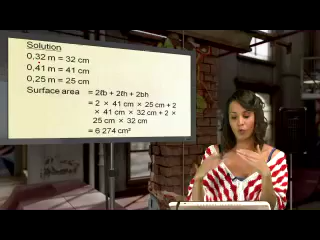 Solution
0,32 m = 32 cm
0,41 m = 41 cm
0,25 m = 25 cm
Surface area = 2ℓb + 2ℓh + 2bh
= 2 × 41 cm × 25 cm + 2
× 41 cm × 32 cm + 2 ×
25 cm × 32 cm
= 6 274 cm²